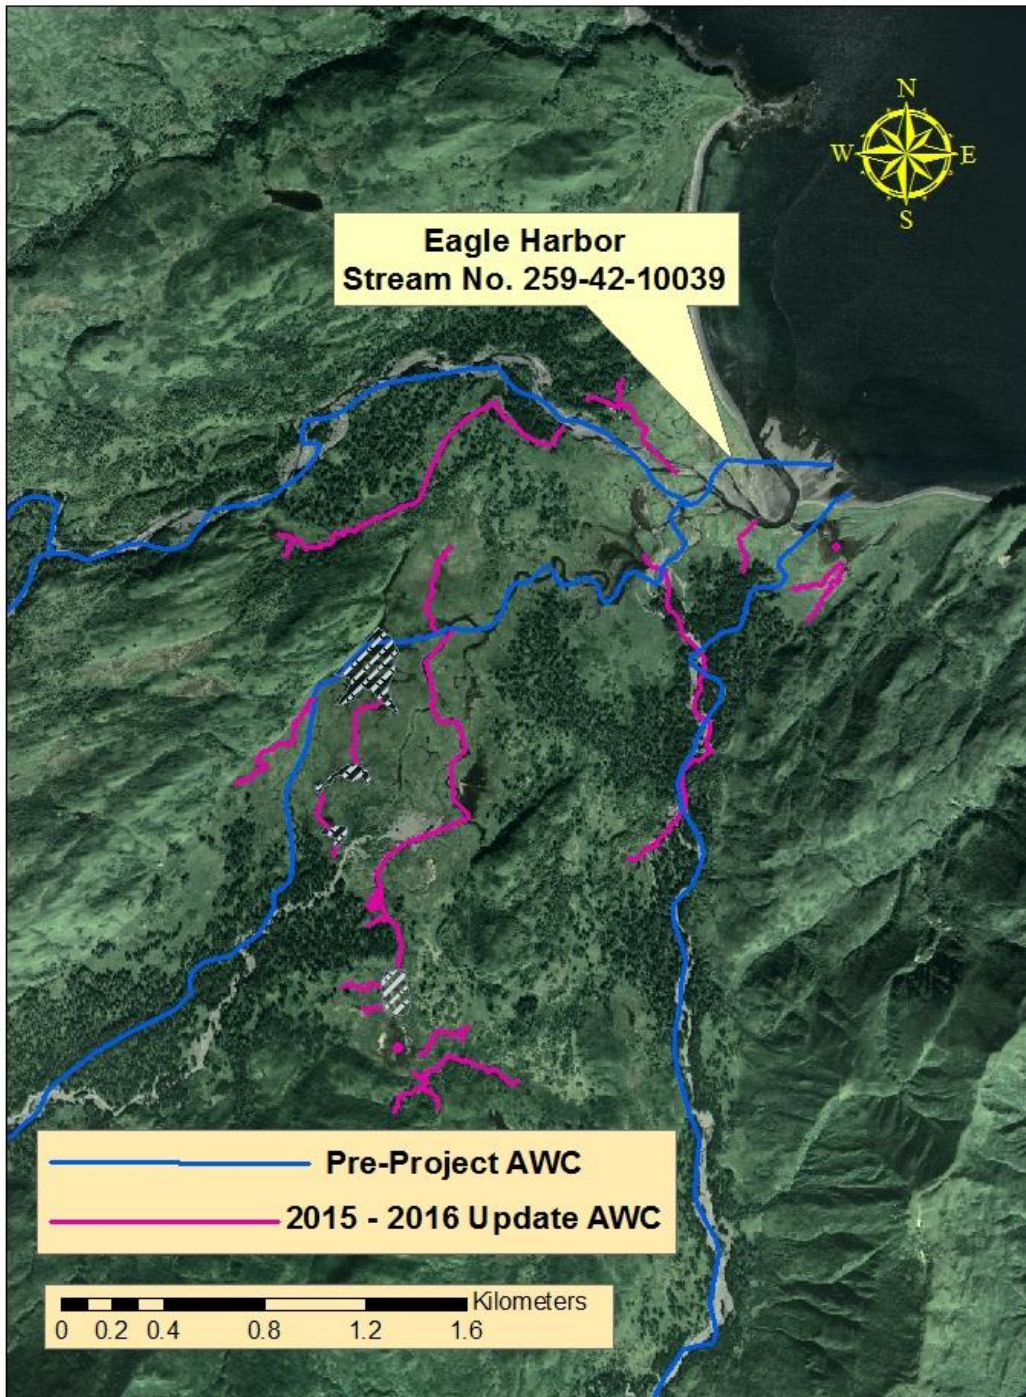 N
W E
S
Eagle Harbor
Stream No. 259-42-10039
Pre-Project AWC
2015 - 2016 Update AWC
Kilometers
0 0.2 0.4 0.8 1.2 1.6